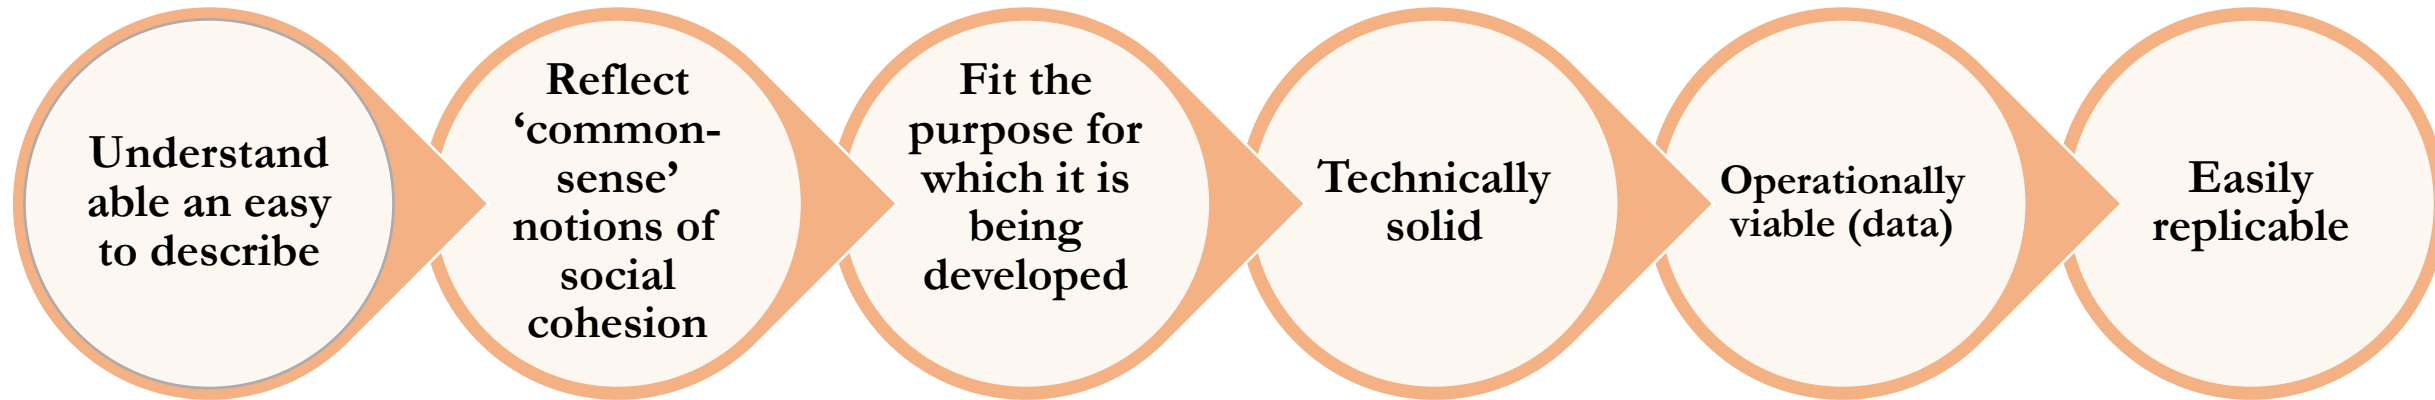 Understand
able an easy
to describe
Reflect
‘common-
sense’
notions of
social
cohesion
Fit the
purpose for
which it is
being
developed
Technically
solid
Operationally
viable (data)
Easily
replicable